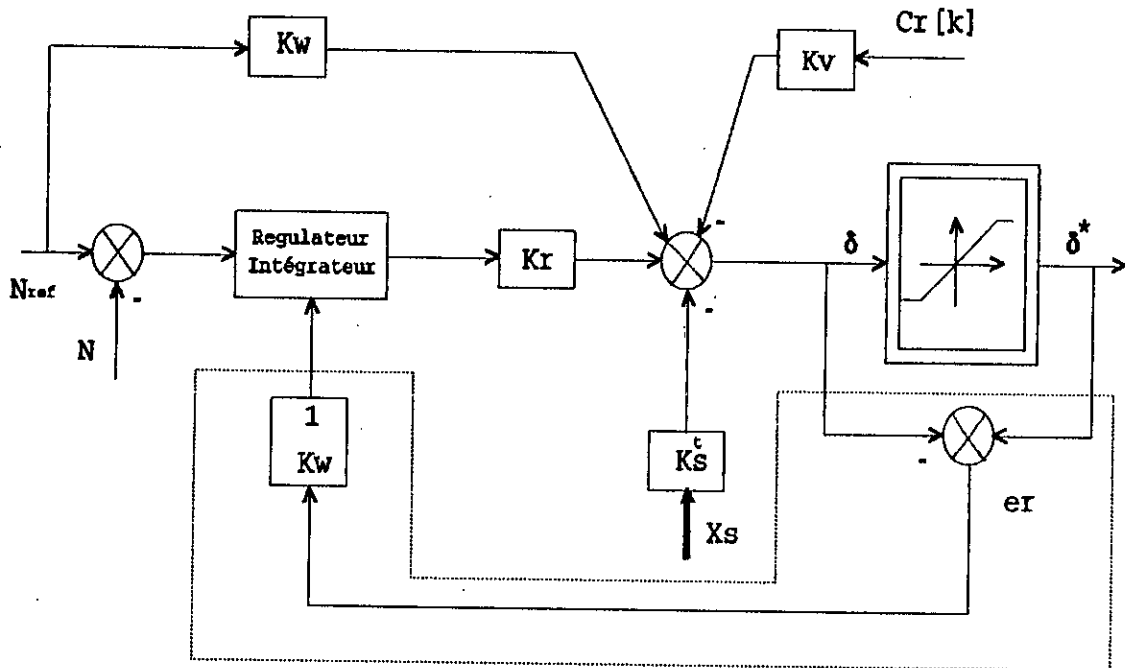 Kw
Cr[k]
Kv
-
Regulateur
Intégrateur
Kr
δ
δ*
Nref
-
N
-
1
Kw
Ks^t
-
er
Xs